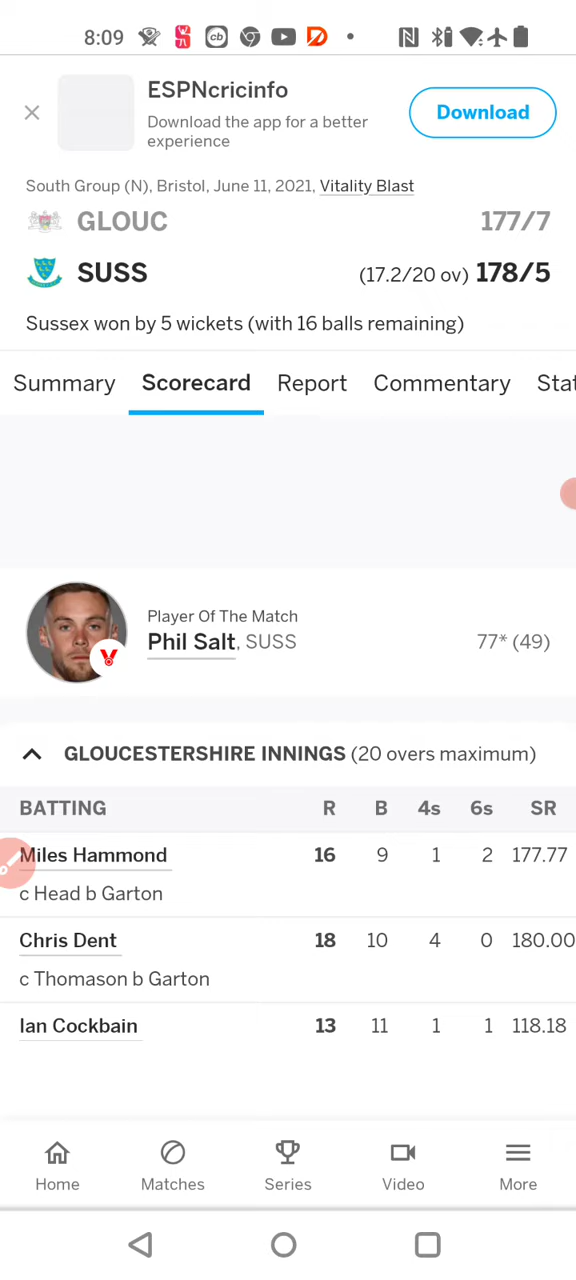 8:09
cb
ESPNcricinfo
Download the app for a better
experience
Download
South Group (N), Bristol, June 11, 2021, Vitality Blast
GLOUC 177/7
SUSS (17.2/20 ov) 178/5
Sussex won by 5 wickets (with 16 balls remaining)
Summary Scorecard Report Commentary Stat
Player Of The Match
Phil Salt, SUSS 77* (49)
GLOUCESTERSHIRE INNINGS (20 overs maximum)
BATTING R B 4s 6s SR
Miles Hammond 16 9 1 2 177.77
c Head b Garton
Chris Dent 18 10 4 0 180.00
c Thomason b Garton
Ian Cockbain 13 11 1 1 118.18
Home Matches Series Video More